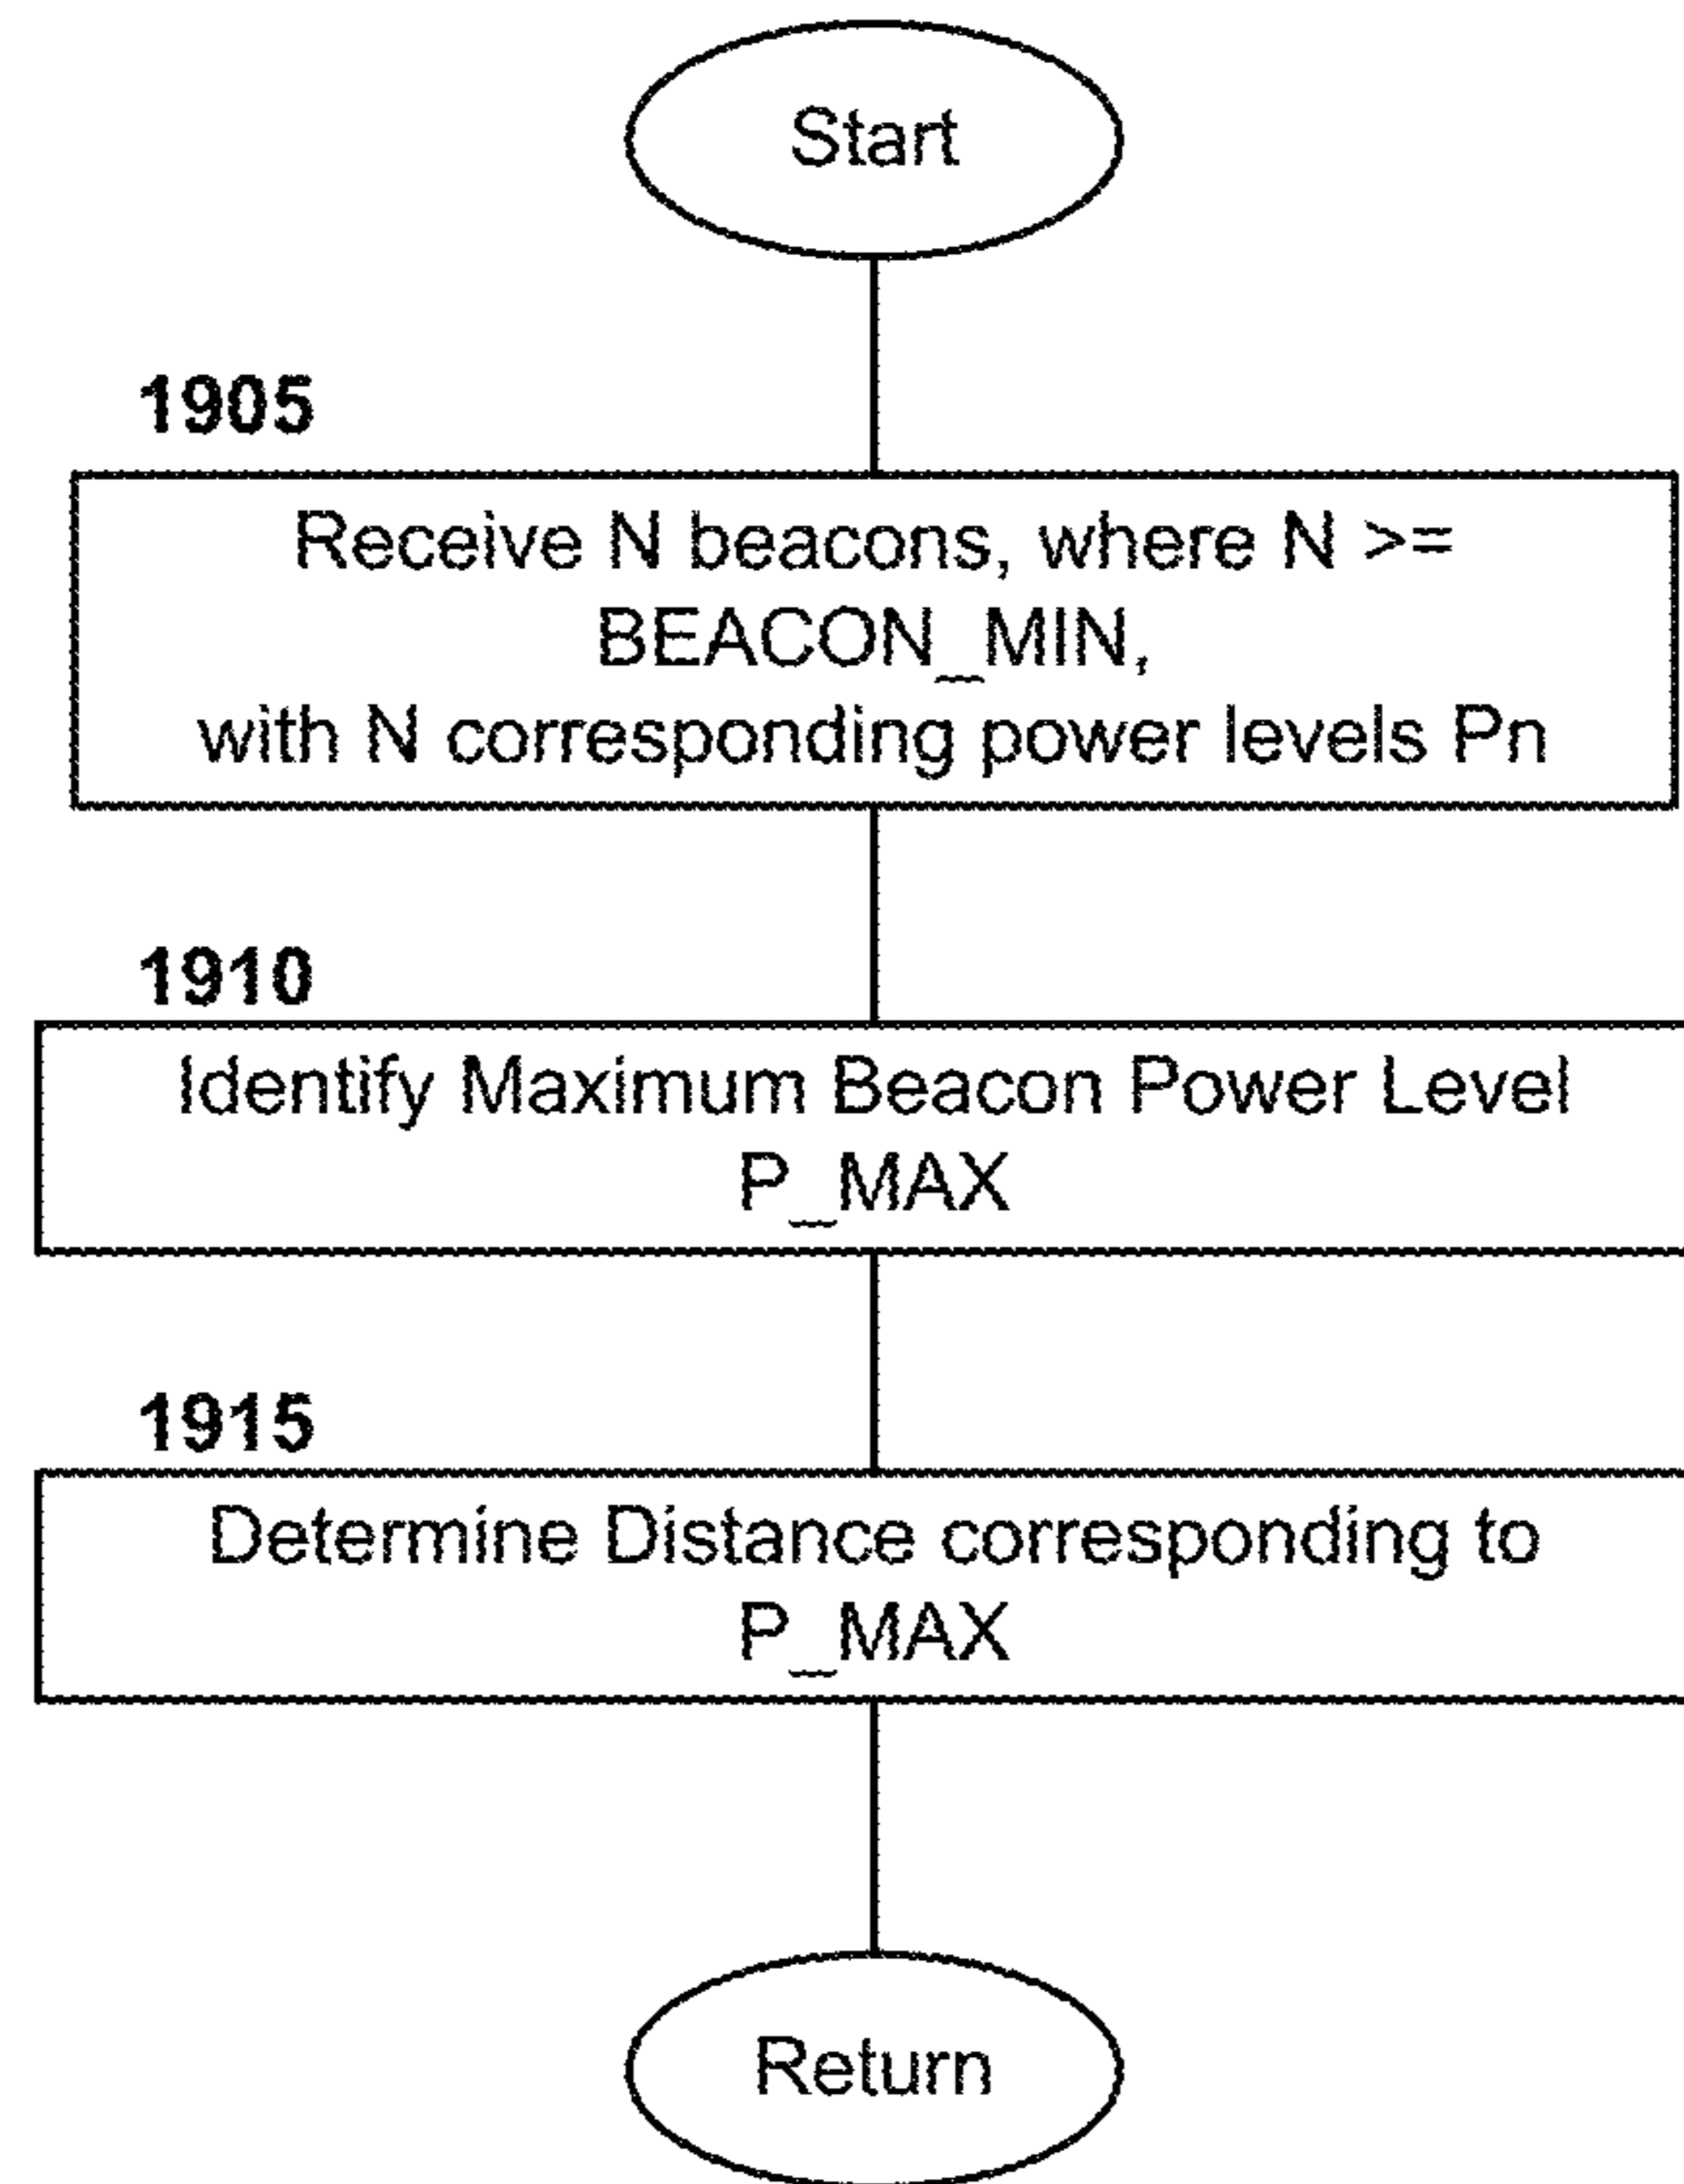 Start
1905
Receive N beacons, where N >=
BEACON_MIN,
with N corresponding power levels Pn
1910
Identify Maximum Beacon Power Level
P_MAX
1915
Determine Distance corresponding to
P_MAX
Return